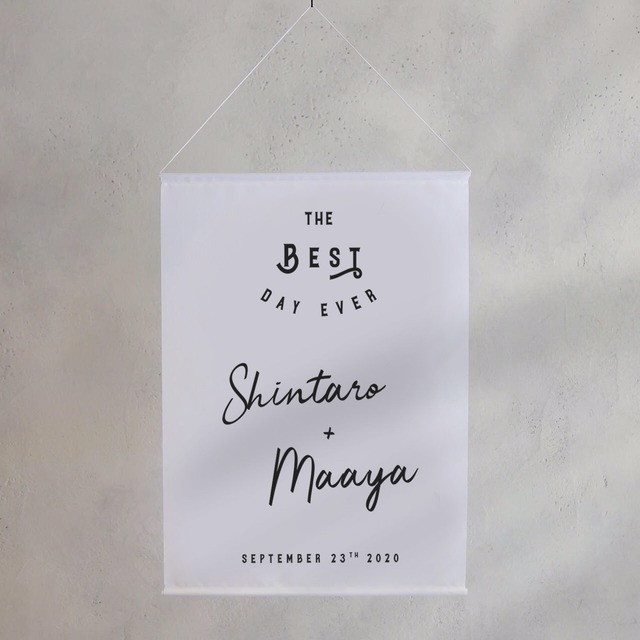 THE
BEST
DAY EVER
Shintaro
+
Maaya
SEPTEMBER 23TH 2020